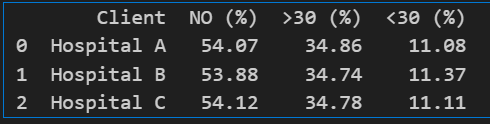 Client NO (%) >30 (%) <30 (%)
0 Hospital A 54.07 34.86 11.08
1 Hospital B 53.88 34.74 11.37
2 Hospital C 54.12 34.78 11.11